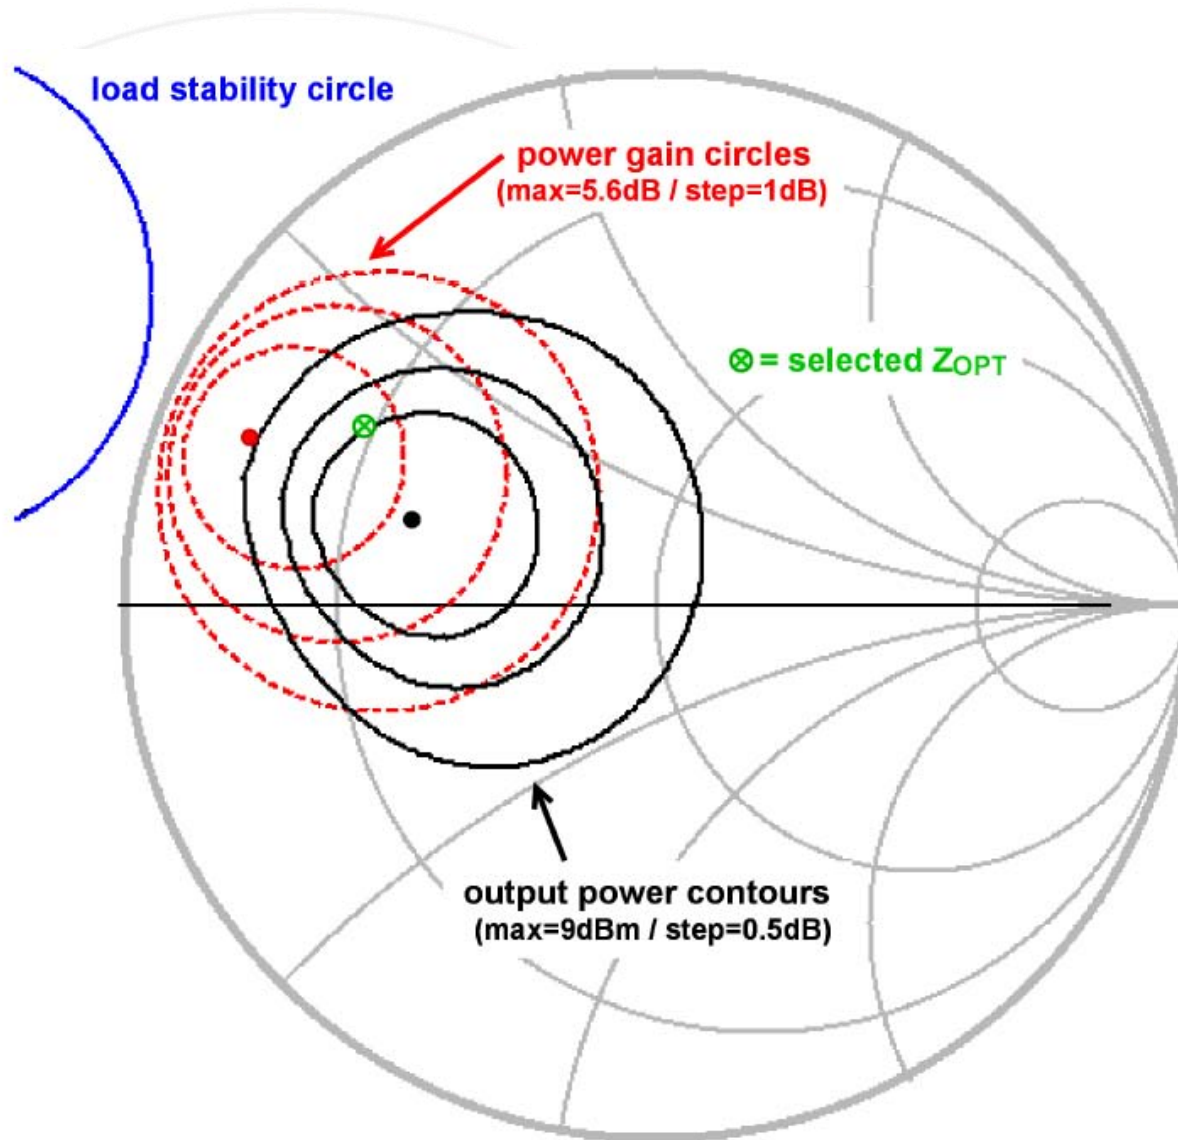 load stability circle
power gain circles
(max=5.6dB / step=1dB)
⊗= selected ZOPT
output power contours
(max=9dBm / step=0.5dB)